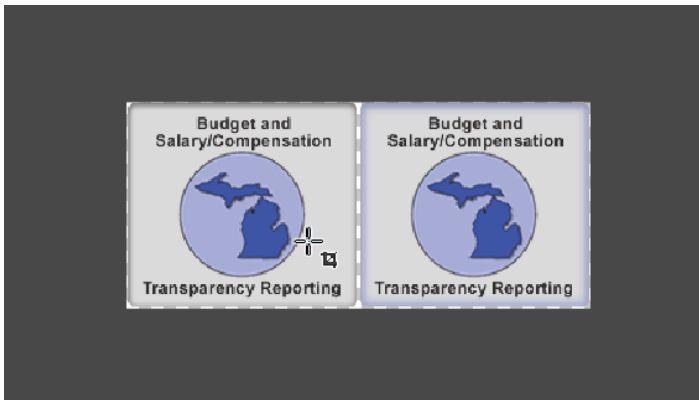 Budget and
Salary/Compensation
Transparency Reporting
Budget and
Salary/Compensation
Transparency Reporting